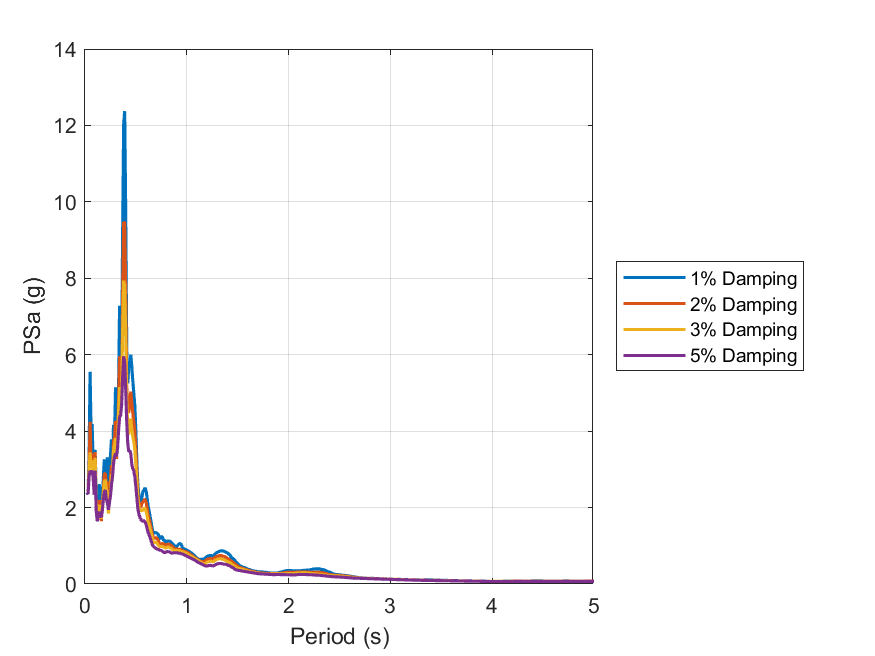 14
12
10
8
6
4
2
0
PSa (g)
0 1 2 3 4 5
Period (s)
1% Damping
2% Damping
3% Damping
5% Damping